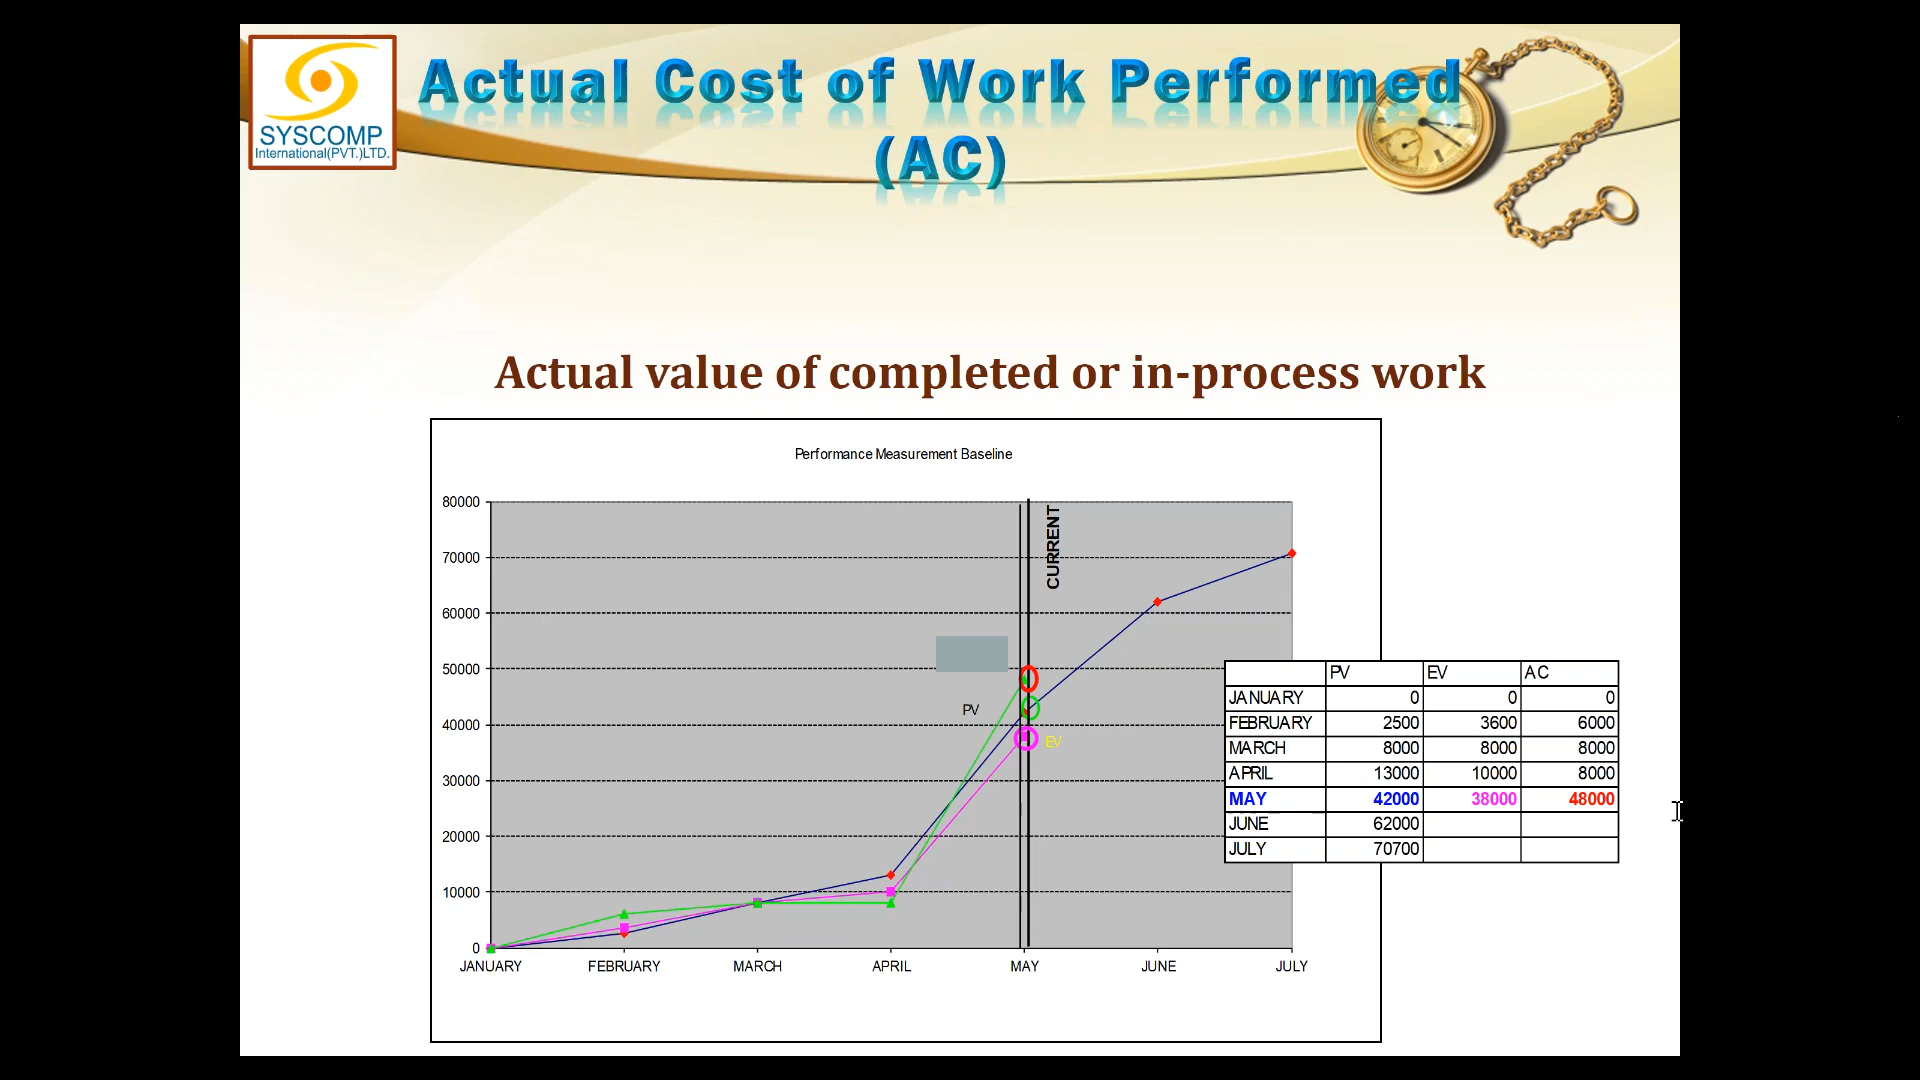 Actual Cost of Work Performed
(AC)
SYSCOMP
International(PVT.)LTD.
Actual value of completed or in-process work
Performance Measurement Baseline
80000
70000
60000
50000
40000
30000
20000
10000
0
CURRENT
PV
EV
JANUARY FEBRUARY MARCH APRIL MAY JUNE JULY
PV EV AC
JANUARY 0 0 0
FEBRUARY 2500 3600 6000
MARCH 8000 8000 8000
APRIL 13000 10000 8000
MAY 42000 38000 48000
JUNE 62000
JULY 70700